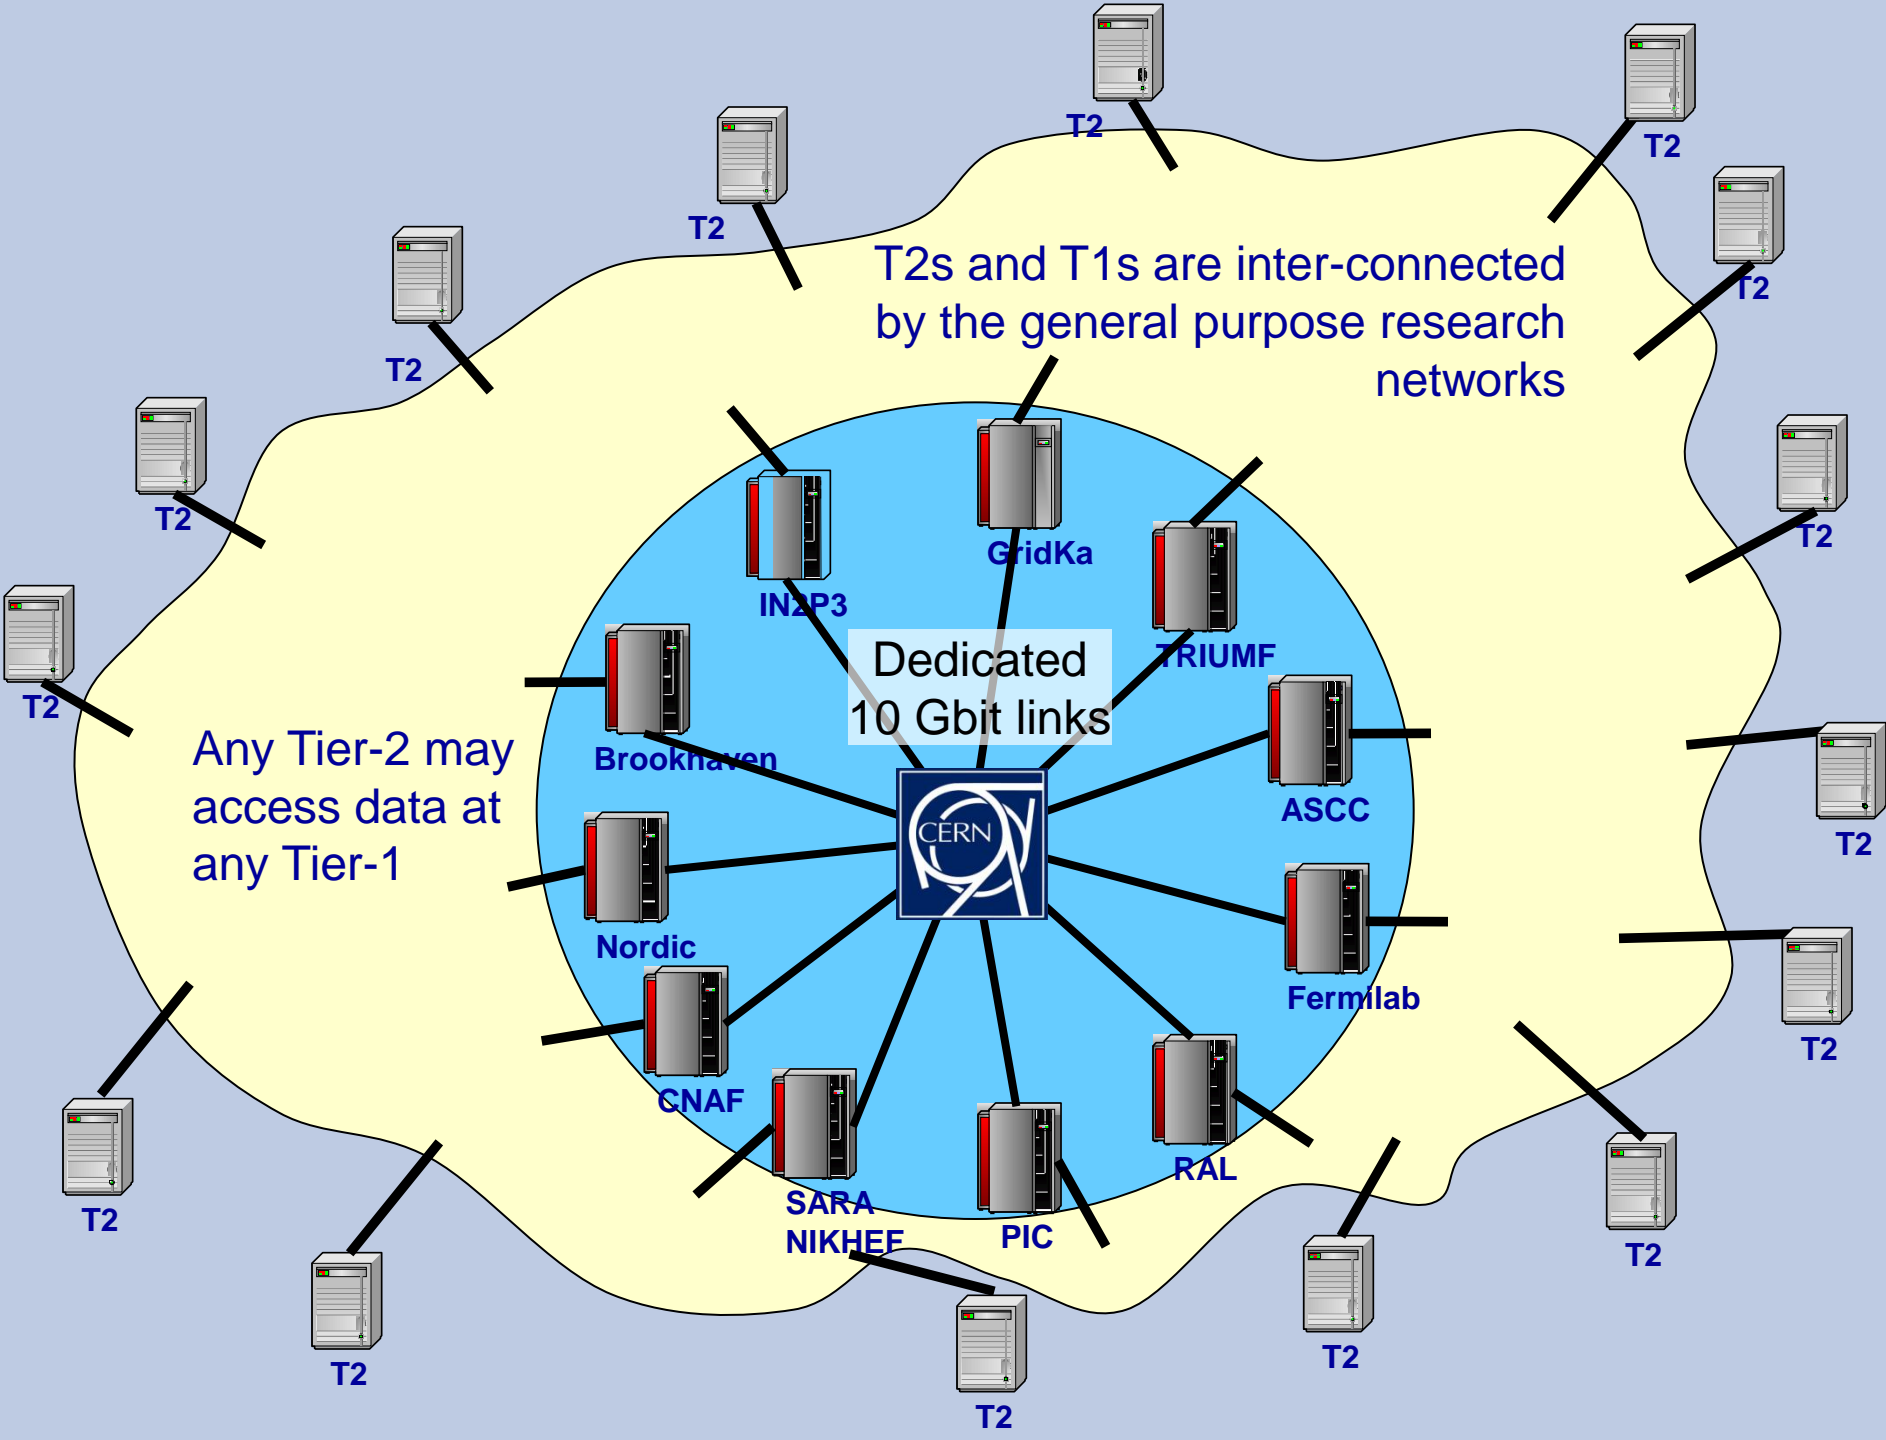 T2
T2
T2
T2
T2
T2
T2s and T1s are inter-connected
by the general purpose research
networks
T2
T2
T2
GridKa
IN2P3
TRIUMF
Dedicated
10 Gbit links
T2
Any Tier-2 may
access data at
any Tier-1
Brookhaven
ASCC
CERN
T2
Nordic
Fermilab
T2
CNAF
RAL
SARA
NIKHEF
PIC
T2
T2
T2
T2
T2